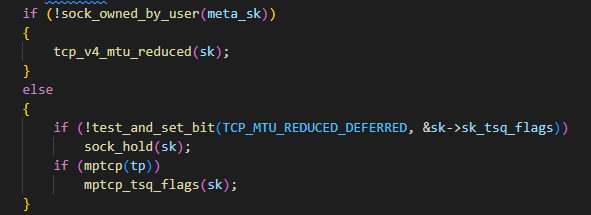 if (!sock_owned_by_user(meta_sk))
{
tcp_v4_mtu_reduced(sk);
}
else
{
if (!test_and_set_bit(TCP_MTU_REDUCED_DEFERRED, &sk->sk_tsq_flags))
sock_hold(sk);
if (mptcp(tp))
mptcp_tsq_flags(sk);
}